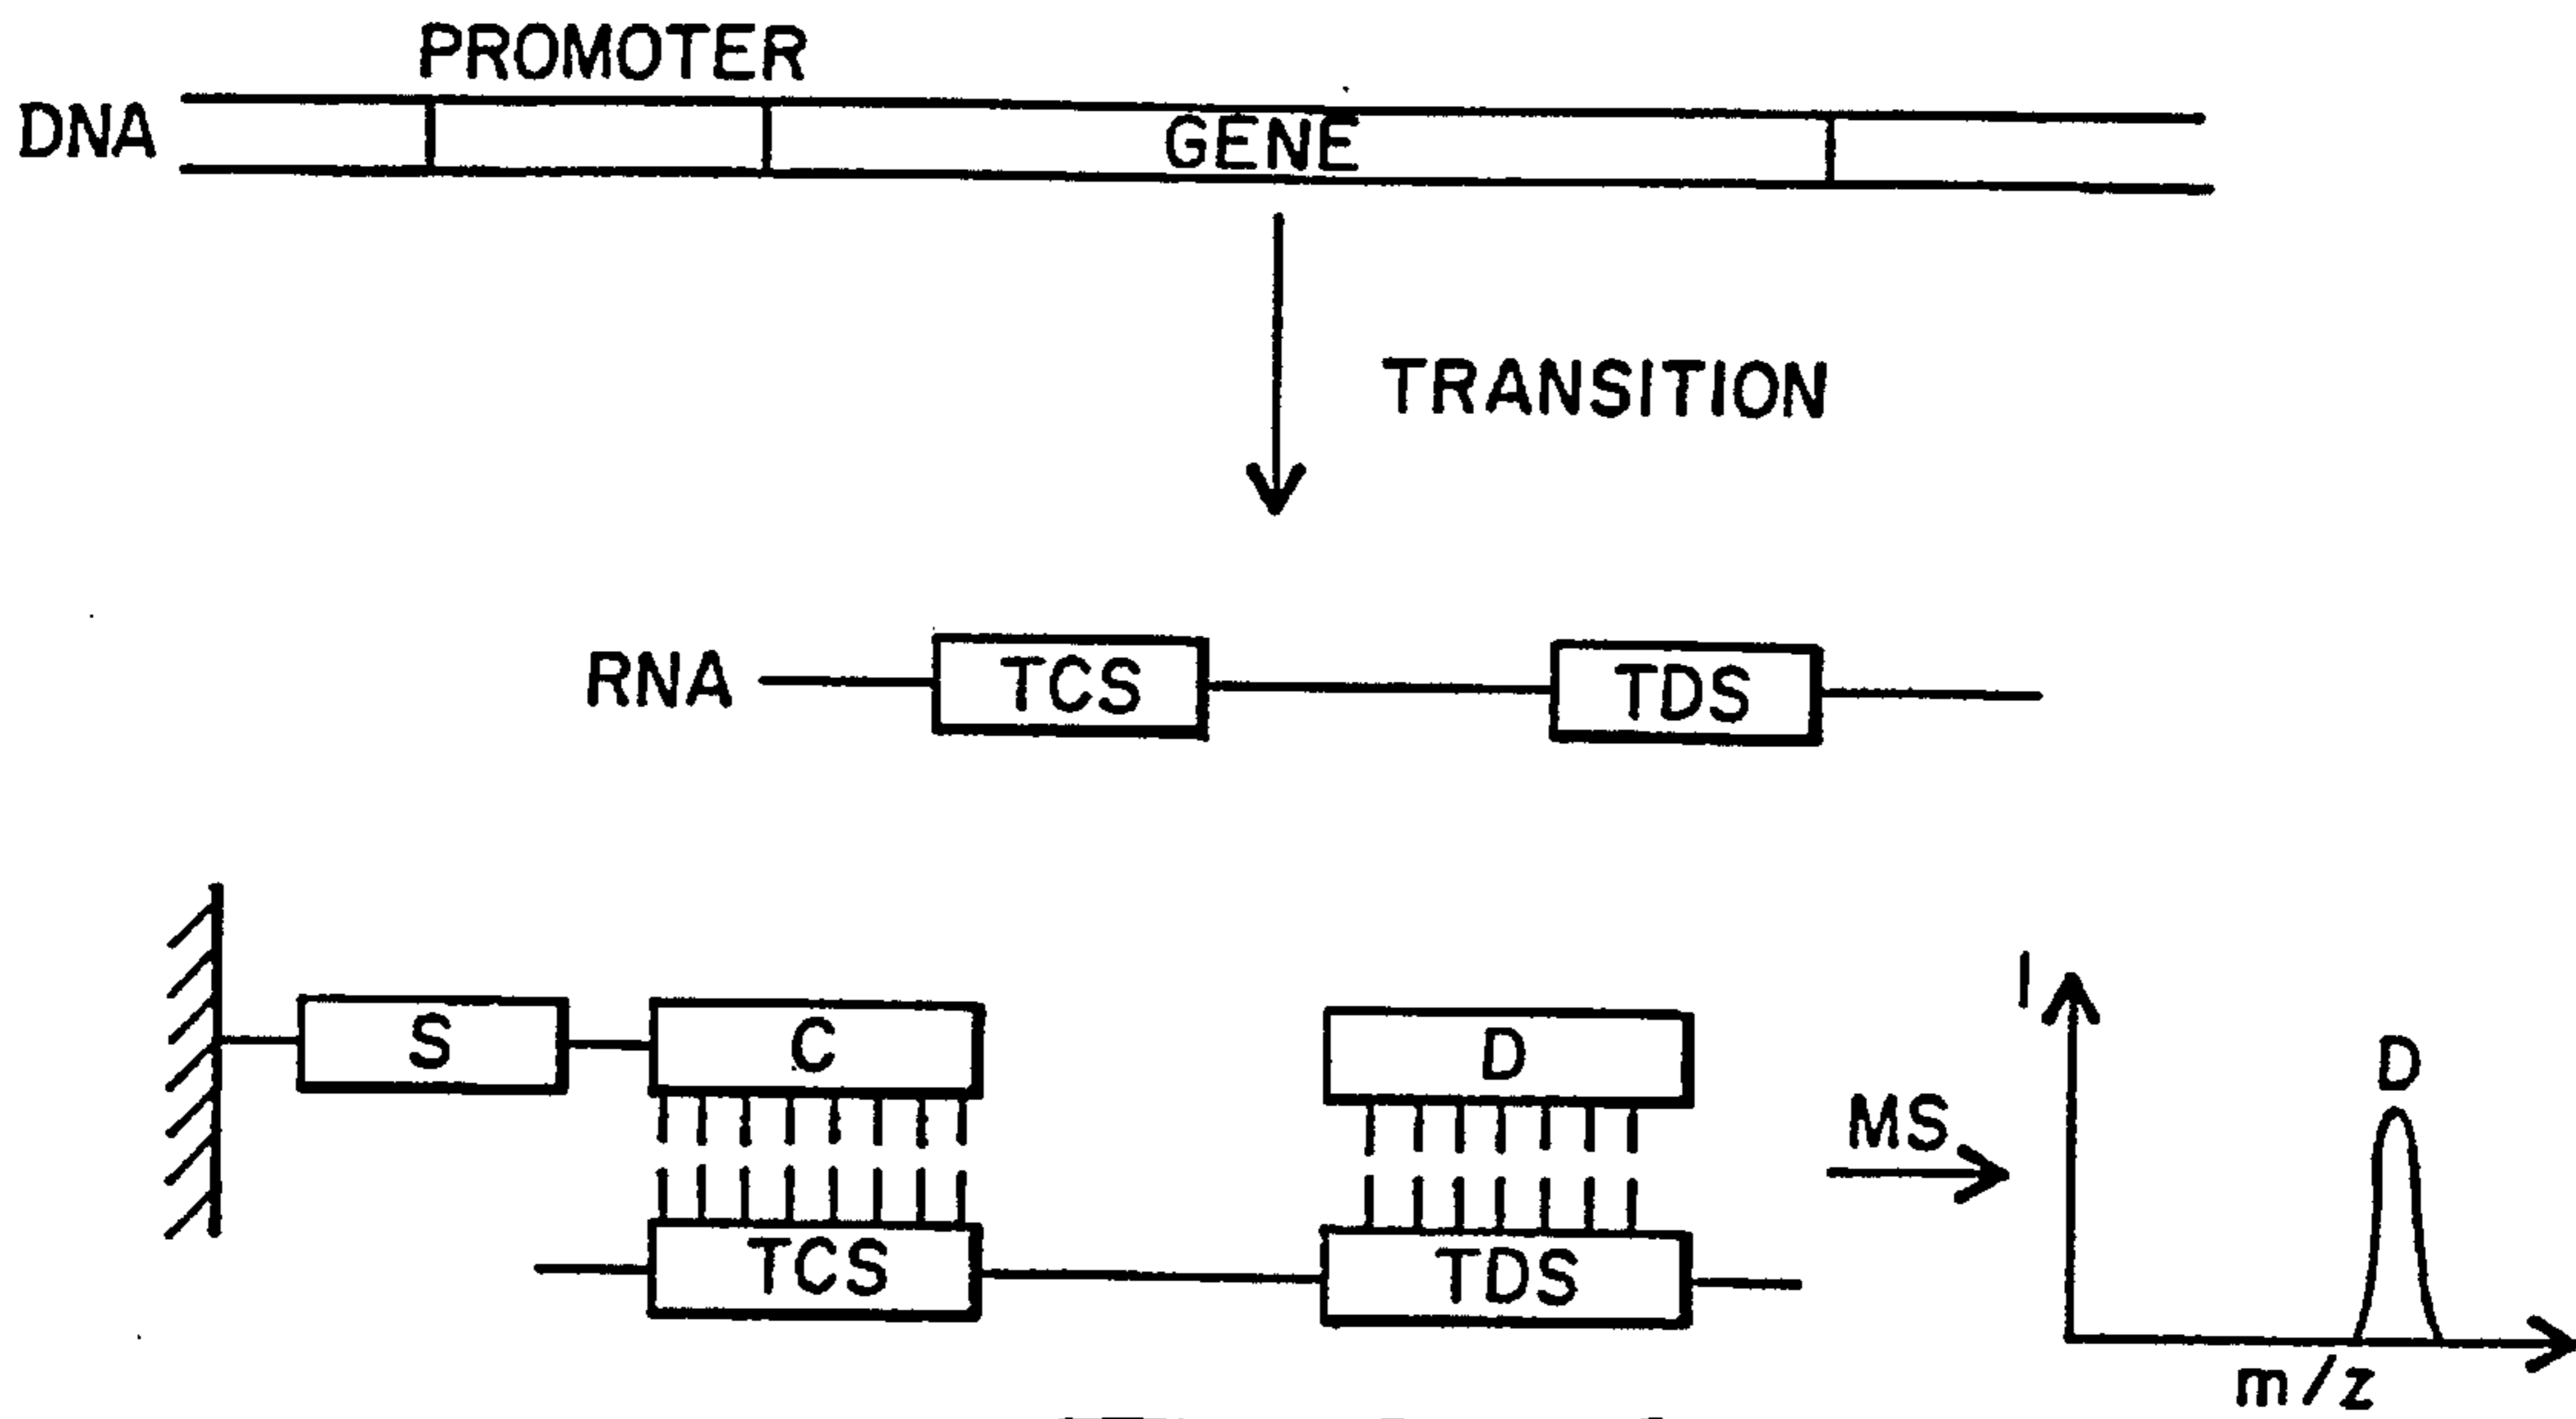 PROMOTER
DNA
GENE
TRANSITION
RNA
TCS
TDS
S
C
D
TCS
TDS
MS
I
D
m/z